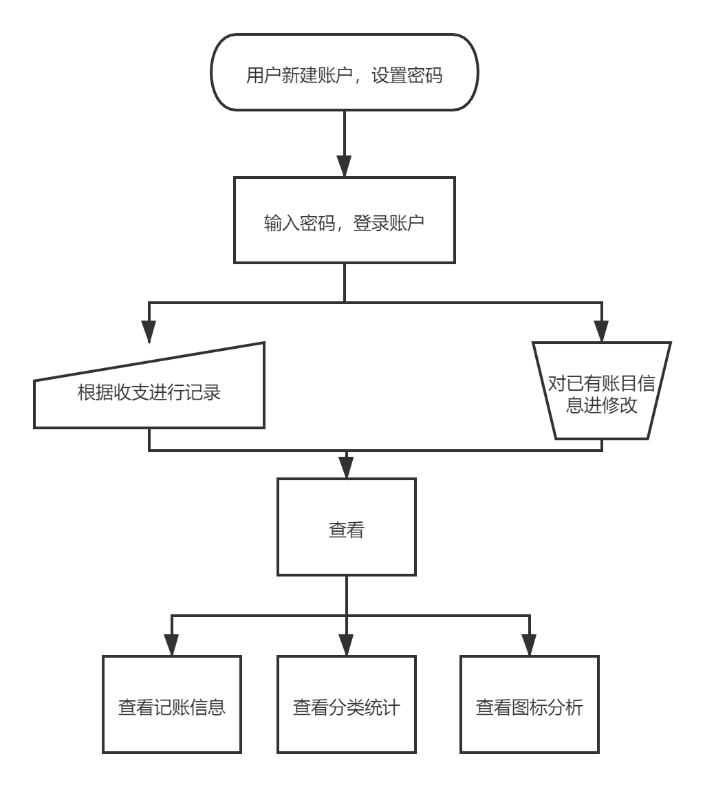 用户新建账户，设置密码
输入密码，登录账户
根据收支进行记录
对已有账目信
息进修改
查看
查看记账信息
查看分类统计
查看图标分析